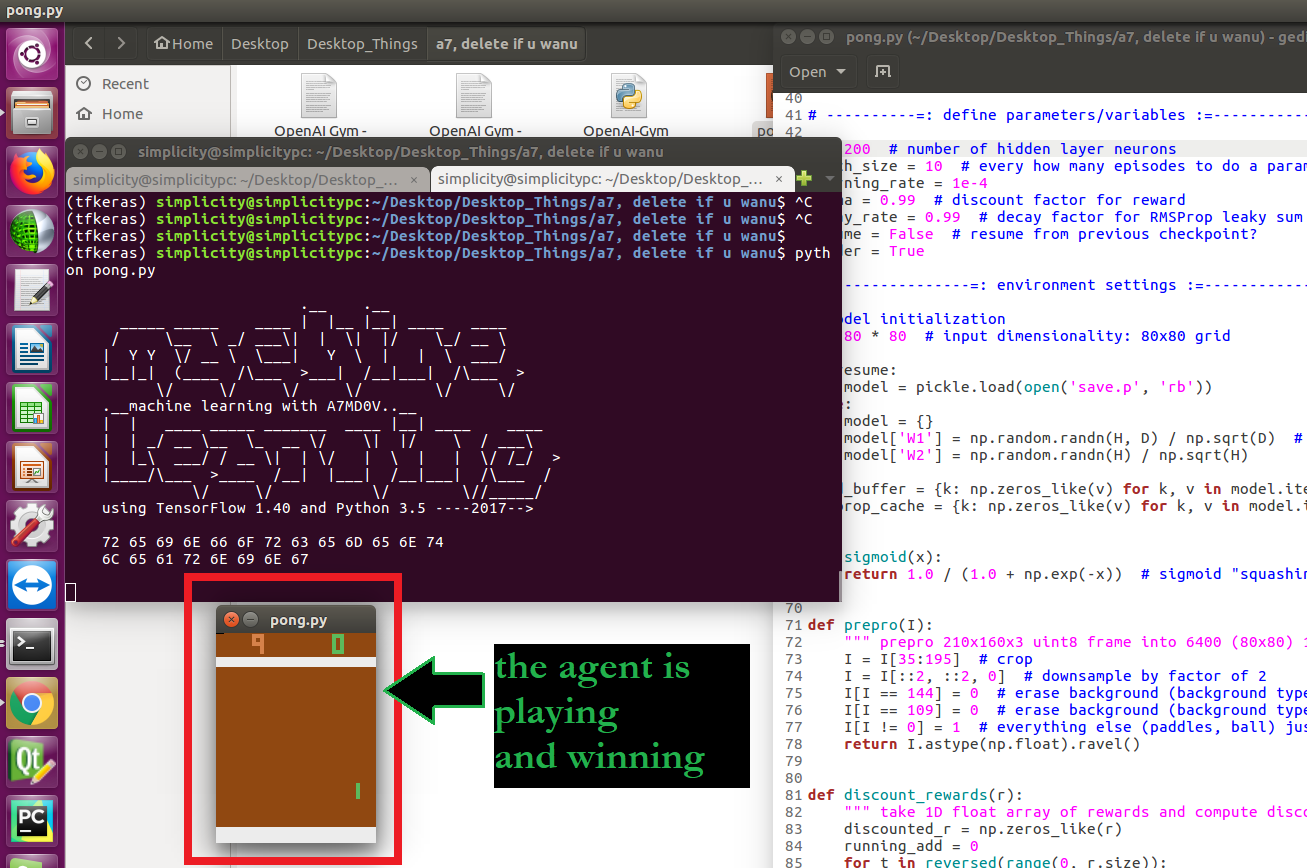 pong.py
Home
Desktop
Desktop_Things
a7, delete if u wanu
pong.py (~/Desktop/Desktop_Things/a7, delete if u wanu) - gedi
Open
Recent
Home
OpenAI Gym -
OpenAI Gym -
OpenAI-Gym
po
simplicity@simplicitypc: ~/Desktop/Desktop_Things/a7, delete if u wanu
simplicity@simplicitypc: ~/Desktop/Desktop_... ×
simplicity@simplicitypc: ~/Desktop/Desktop_... ×
(tfkeras) simplicity@simplicitypc:~/Desktop/Desktop_Things/a7, delete if u wanu$ ^C
(tfkeras) simplicity@simplicitypc:~/Desktop/Desktop_Things/a7, delete if u wanu$ ^C
(tfkeras) simplicity@simplicitypc:~/Desktop/Desktop_Things/a7, delete if u wanu$
(tfkeras) simplicity@simplicitypc:~/Desktop/Desktop_Things/a7, delete if u wanu$ pyth
on pong.py
machine
.__machine learning with A7MD0V..__
Learning
using TensorFlow 1.40 and Python 3.5 ----2017-->
72 65 69 6E 66 6F 72 63 65 6D 65 6E 74
6C 65 61 72 6E 69 6E 67
pong.py
9 0
the agent is
playing
and winning
40
41 # ----------=: define parameters/variables :=-----------
42
200 # number of hidden layer neurons
h_size = 10 # every how many episodes to do a param
ning_rate = 1e-4
a = 0.99 # discount factor for reward
y_rate = 0.99 # decay factor for RMSProp leaky sum
me = False # resume from previous checkpoint?
er = True
--------------=: environment settings :=------------
odel initialization
80 * 80 # input dimensionality: 80x80 grid
resume:
model = pickle.load(open('save.p', 'rb'))
e:
model = {}
model['W1'] = np.random.randn(H, D) / np.sqrt(D) #
model['W2'] = np.random.randn(H) / np.sqrt(H)
d_buffer = {k: np.zeros_like(v) for k, v in model.ite
prop_cache = {k: np.zeros_like(v) for k, v in model.i
sigmoid(x):
return 1.0 / (1.0 + np.exp(-x)) # sigmoid "squashin
70
71 def prepro(I):
72 """ prepro 210x160x3 uint8 frame into 6400 (80x80) 1
73 I = I[35:195] # crop
74 I = I[::2, ::2, 0] # downsample by factor of 2
75 I[I == 144] = 0 # erase background (background type
76 I[I == 109] = 0 # erase background (background type
77 I[I != 0] = 1 # everything else (paddles, ball) jus
78 return I.astype(np.float).ravel()
79
80
81 def discount_rewards(r):
82 """ take 1D float array of rewards and compute disco
83 discounted_r = np.zeros_like(r)
84 running_add = 0
85 for t in reversed(range(0, r.size)):
PC
Qt